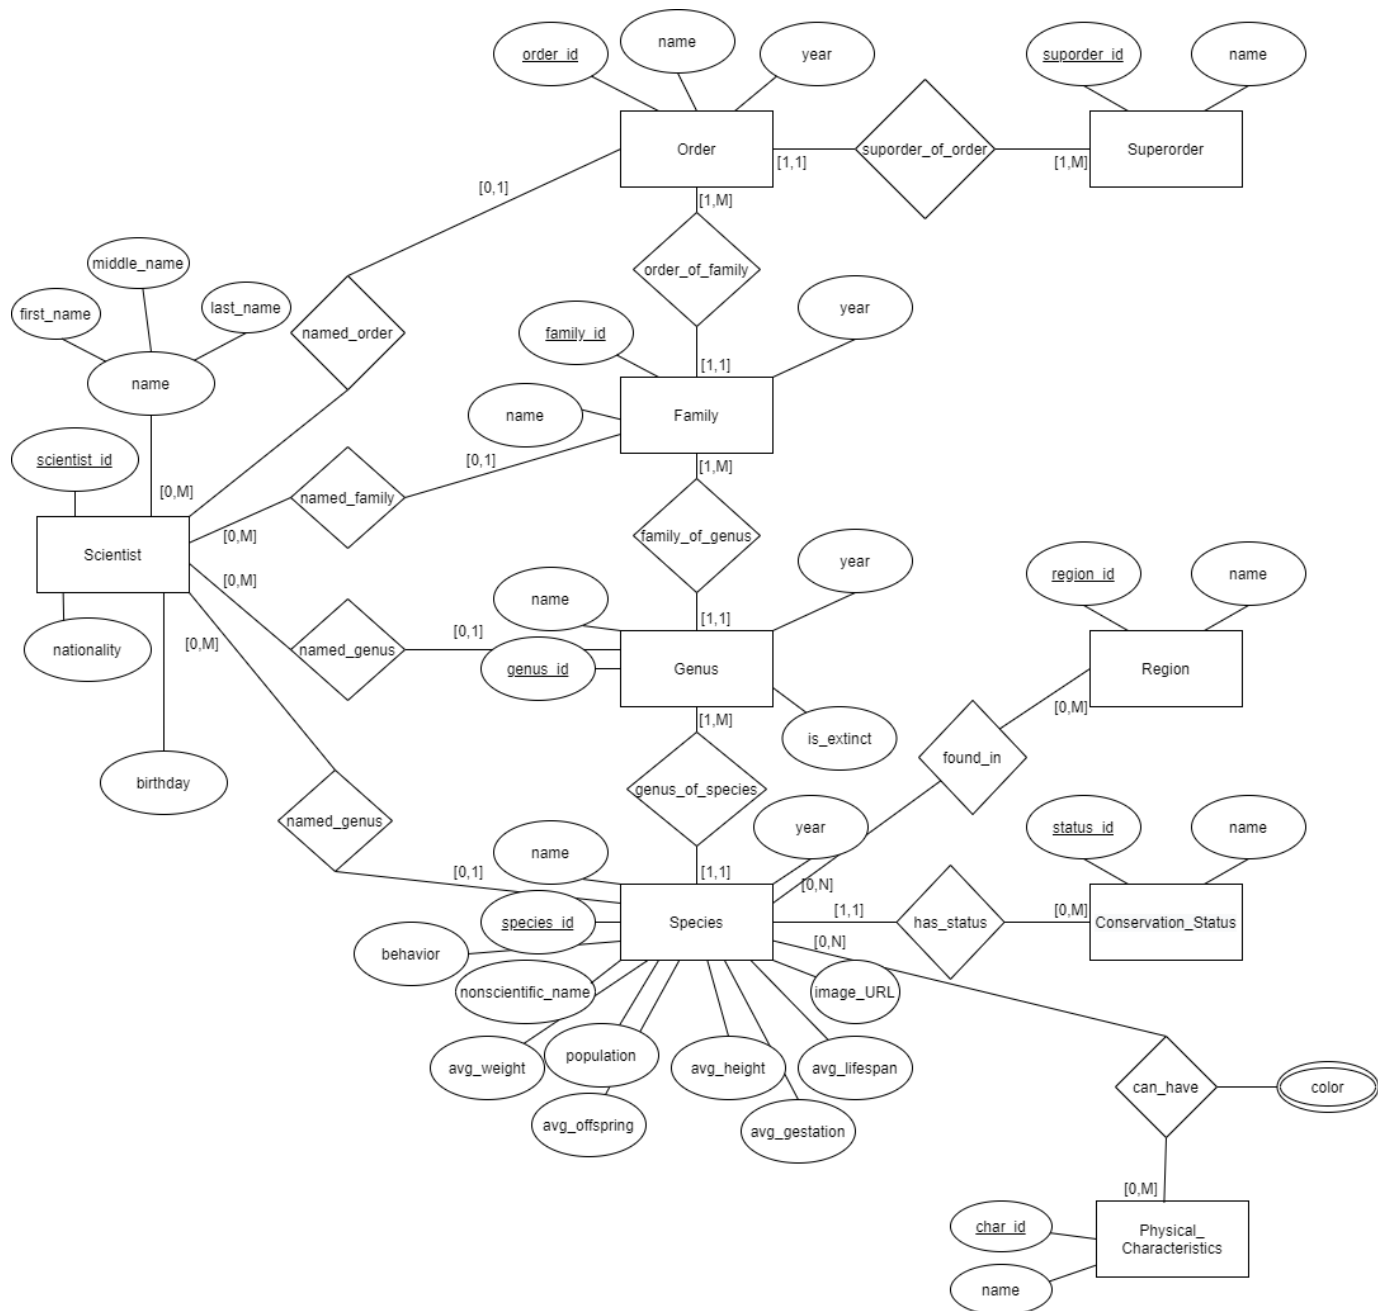 order_id
name
year
suporder_id
name
Order
suporder_of_order
Superorder
[1,1]
[1,M]
[0,1]
[1,M]
middle_name
order_of_family
first_name
last_name
named_order
family_id
year
name
[1,1]
name
Family
scientist_id
[0,1]
[1,M]
[0,M]
named_family
[0,M]
family_of_genus
Scientist
year
region_id
name
[0,M]
name
[0,M]
[0,1]
[1,1]
nationality
named_genus
genus_id
Genus
Region
[0,M]
[1,M]
is_extinct
found_in
birthday
genus_of_species
named_genus
year
status_id
name
name
[0,1]
[1,1]
[0,N]
[1,1]
[0,M]
species_id
Species
has_status
Conservation_Status
[0,N]
behavior
nonscientific_name
image_URL
population
avg_weight
avg_height
avg_lifespan
can_have
color
avg_offspring
avg_gestation
[0,M]
char_id
Physical_
Characteristics
name